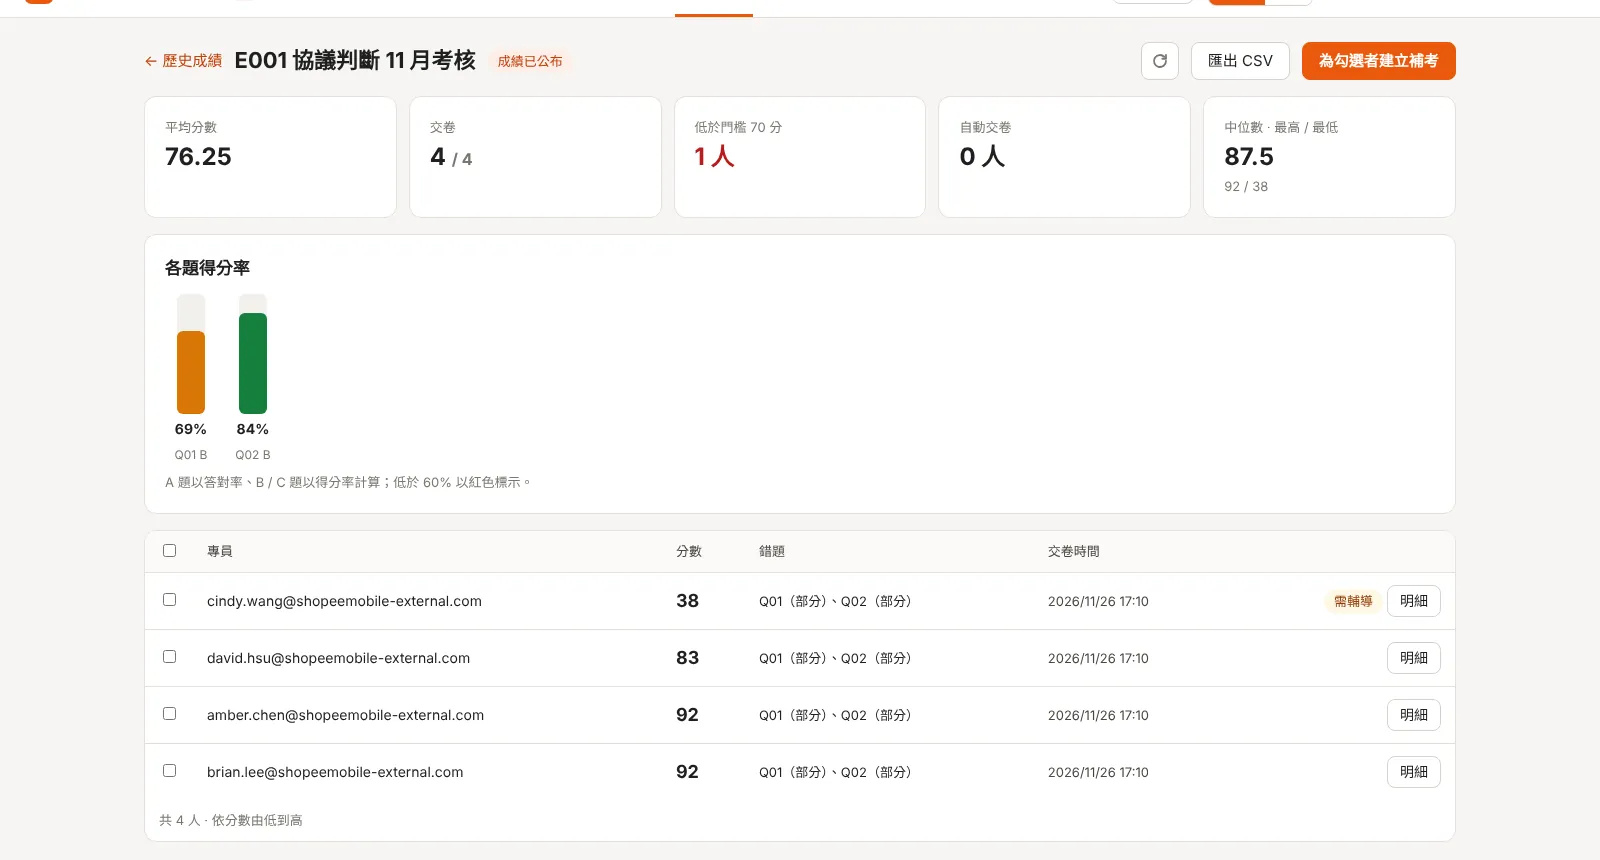 ← 歷史成績 E001 協議判斷 11 月考核 成績已公布 匯出 CSV 為勾選者建立補考
平均分數 交卷 低於門檻 70 分 自動交卷 中位數 · 最高 / 最低
76.25 4 / 4 1 人 0 人 87.5
92 / 38
各題得分率
69% 84%
Q01 B Q02 B
A 題以答對率、B / C 題以得分率計算；低於 60% 以紅色標示。
專員 分數 錯題 交卷時間
cindy.wang@shopeemobile-external.com 38 Q01（部分）、Q02（部分） 2026/11/26 17:10 需輔導 明細
david.hsu@shopeemobile-external.com 83 Q01（部分）、Q02（部分） 2026/11/26 17:10 明細
amber.chen@shopeemobile-external.com 92 Q01（部分）、Q02（部分） 2026/11/26 17:10 明細
brian.lee@shopeemobile-external.com 92 Q01（部分）、Q02（部分） 2026/11/26 17:10 明細
共 4 人 · 依分數由低到高